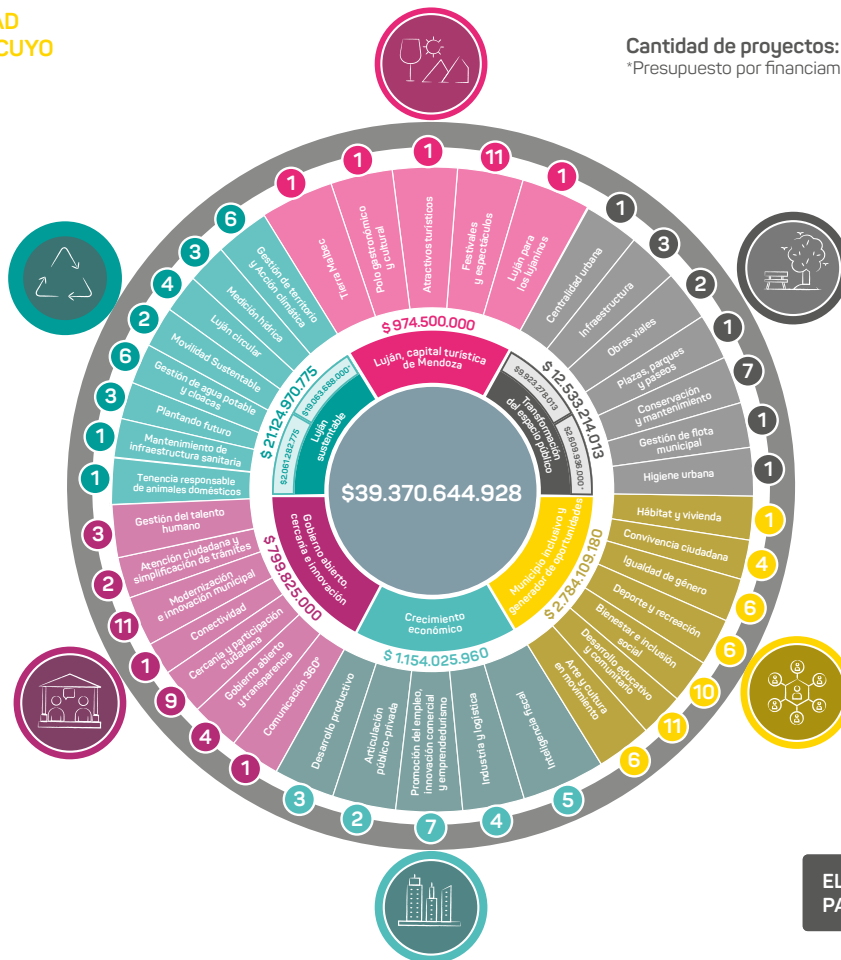 AD
CUYO
Cantidad de proyectos:
*Presupuesto por financiam
1
1
1
11
1
Tierra Malbec
Polo gastronómico
y cultural
Atractivos turísticos
Festivales
y espectáculos
Luján para
los lujaninos
$ 974.500.000
Luján, capital turística
de Mendoza
1
3
2
1
7
1
1
Centralidad urbana
Infraestructura
Obras viales
Plazas, parques
y paseos
Conservación
y mantenimiento
Gestión de flota
municipal
Higiene urbana
$ 12.533.214.013
$9.923.278.013
$2.609.936.000*
Transformación
del espacio público
1
4
6
6
10
11
6
Hábitat y vivienda
Convivencia ciudadana
Igualdad de género
Deporte y recreación
Bienestar e inclusión
social
Desarrollo educativo
y comunitario
Arte y cultura
en movimiento
$ 2.784.109.180
Municipio inclusivo y
generador de oportunidades
5
4
7
2
3
Inteligencia fiscal
Industria y logística
Promoción del empleo,
innovación comercial
y emprendedurismo
Articulación
público-privada
Desarrollo productivo
$ 1.154.025.960
Crecimiento
económico
1
4
9
1
11
2
3
Comunicación 360°
Gobierno abierto
y transparencia
Cercanía y participación
ciudadana
Conectividad
Modernización
e innovación municipal
Atención ciudadana y
simplificación de trámites
Gestión del talento
humano
$ 799.825.000
Gobierno abierto,
cercanía e innovación
1
1
3
6
2
4
3
6
Tenencia responsable
de animales domésticos
Mantenimiento de
infraestructura sanitaria
Plantando futuro
Gestión de agua potable
y cloacas
Movilidad Sustentable
Luján circular
Medición hídrica
Gestión de territorio
y Acción climática
$ 21.124.970.775
$2.061.282.775
$19.063.688.000*
Luján
sustentable
$39.370.644.928
EL
PA